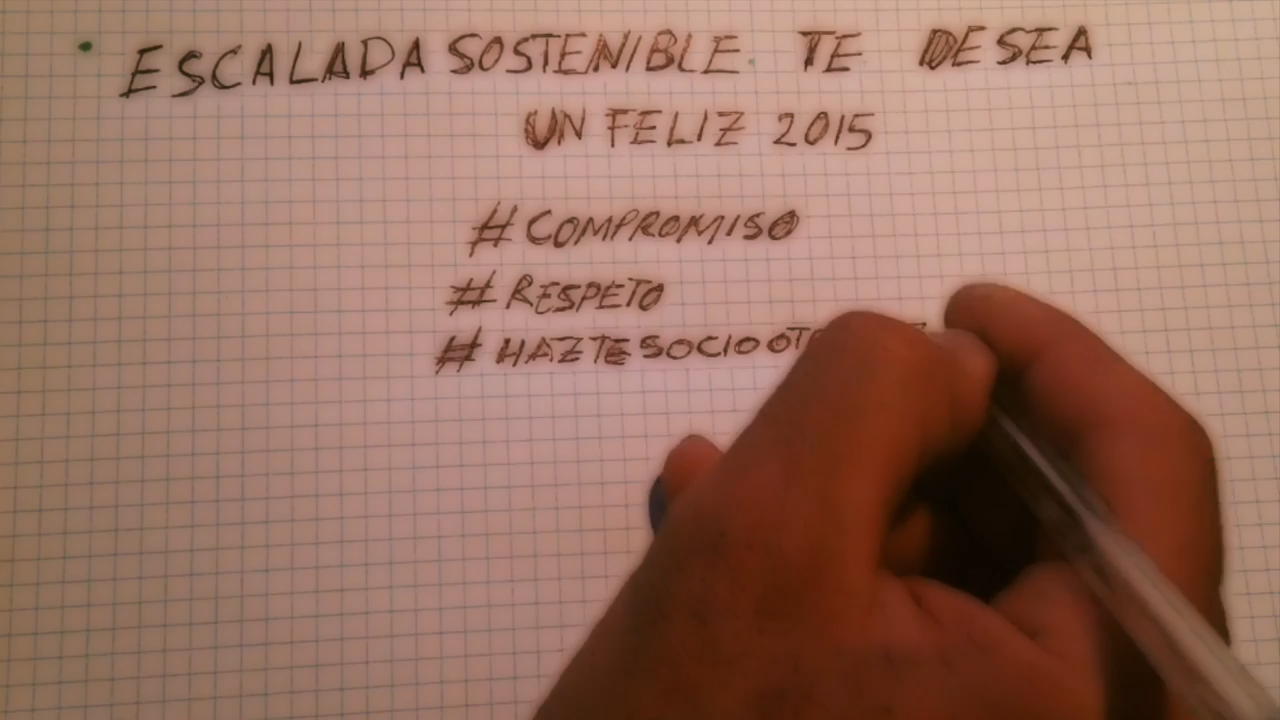 ESCALADA SOSTENIBLE TE DESEA
UN FELIZ 2015
#COMPROMISO
#RESPETO